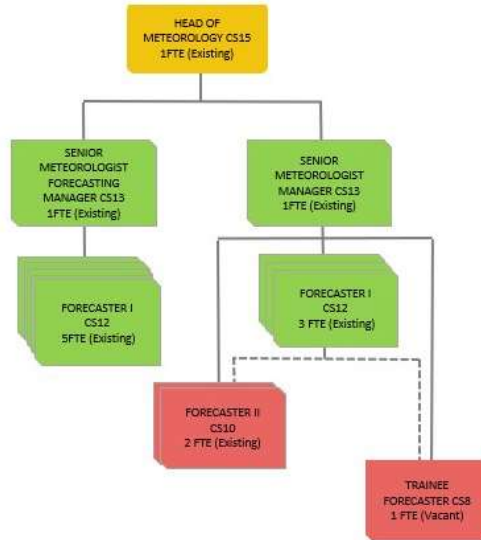 HEAD OF
METEOROLOGY CS15
1FTE (Existing)
SENIOR
METEOROLOGIST
FORECASTING
MANAGER CS13
1FTE (Existing)
SENIOR
METEOROLOGIST
MANAGER CS13
1FTE (Existing)
FORECASTER I
CS12
5FTE (Existing)
FORECASTER I
CS12
3 FTE (Existing)
FORECASTER II
CS10
2 FTE (Existing)
TRAINEE
FORECASTER CS8
1 FTE (Vacant)